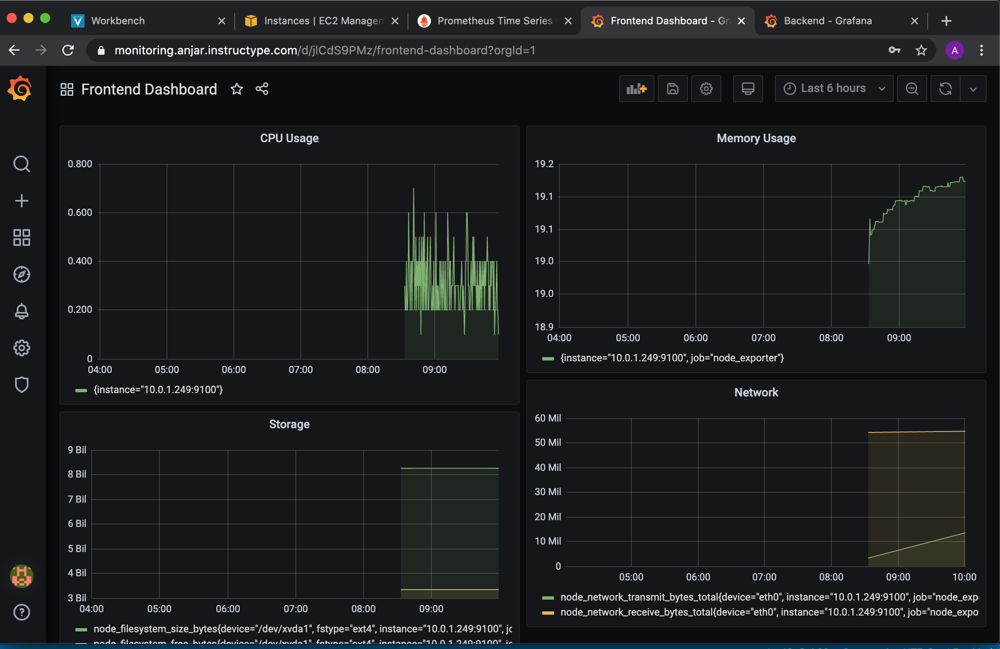 Workbench
Instances | EC2 Managem
Prometheus Time Series
Frontend Dashboard - Gra
Backend - Grafana
monitoring.anjar.instructype.com/d/jlCdS9PMz/frontend-dashboard?orgId=1
A
Frontend Dashboard
Last 6 hours
CPU Usage
0.800
0.600
0.400
0.200
0
04:00 05:00 06:00 07:00 08:00 09:00
{instance="10.0.1.249:9100"}
Memory Usage
19.2
19.1
19.1
19.0
19.0
18.9
04:00 05:00 06:00 07:00 08:00 09:00
{instance="10.0.1.249:9100", job="node_exporter"}
Storage
9 Bil
8 Bil
7 Bil
6 Bil
5 Bil
4 Bil
3 Bil
04:00 05:00 06:00 07:00 08:00 09:00
node_filesystem_size_bytes{device="/dev/xvda1", fstype="ext4", instance="10.0.1.249:9100", jo
node_filesystem_free_bytes{device="/dev/xvda1", fstype="ext4", instance="10.0.1.249:9100", jo
Network
60 Mil
50 Mil
40 Mil
30 Mil
20 Mil
10 Mil
0
05:00 06:00 07:00 08:00 09:00 10:00
node_network_transmit_bytes_total{device="eth0", instance="10.0.1.249:9100", job="node_exp
node_network_receive_bytes_total{device="eth0", instance="10.0.1.249:9100", job="node_expo